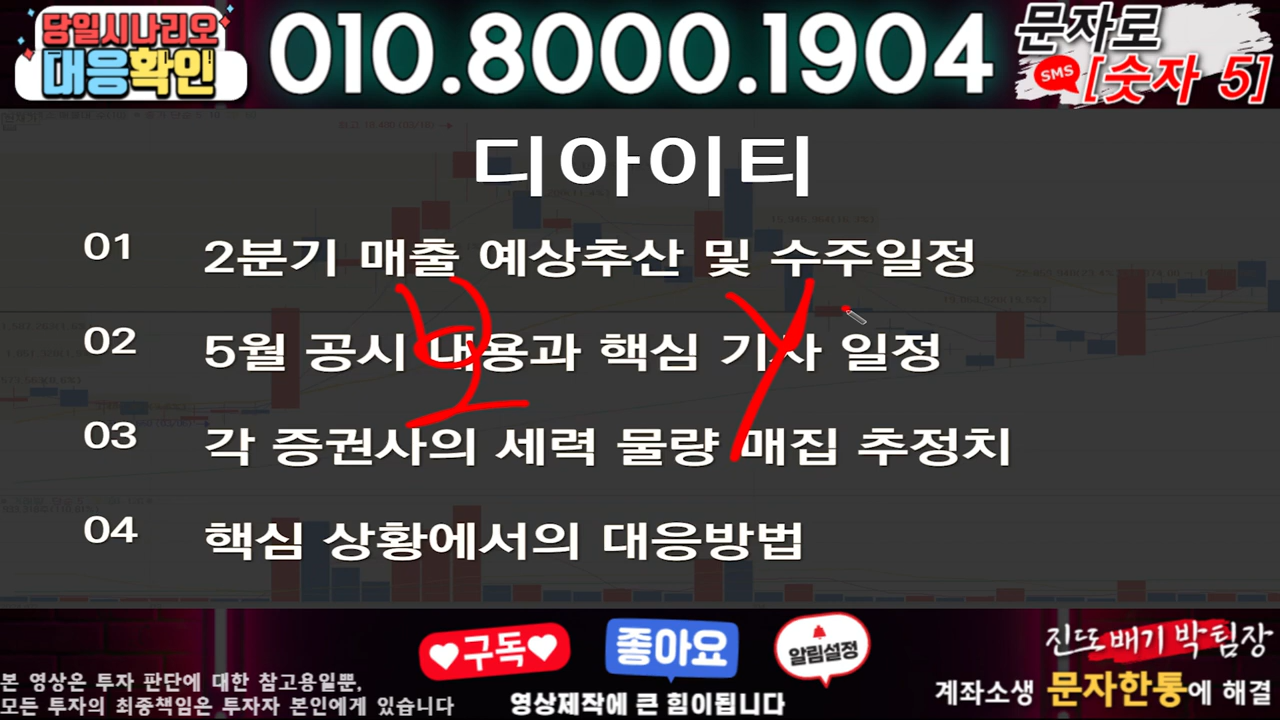 당일시나리오
대응확인
010.8000.1904
문자로
SMS [숫자 5]
디아이티
01 2분기 매출 예상추산 및 수주일정
02 5월 공시 내용과 핵심 기사 일정
03 각 증권사의 세력 물량 매집 추정치
04 핵심 상황에서의 대응방법
구독
좋아요
알림설정
영상제작에 큰 힘이됩니다
본 영상은 투자 판단에 대한 참고용일뿐,
모든 투자의 최종책임은 투자자 본인에게 있습니다
진또배기 박팀장
계좌소생 문자한통에 해결